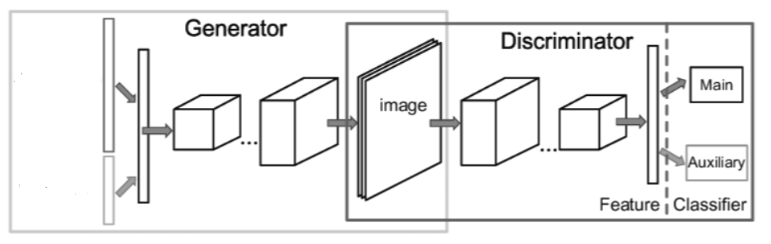 Generator
Discriminator
image
Main
Auxiliary
Feature
Classifier